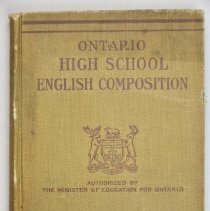 ONTARIO
HIGH SCHOOL
ENGLISH COMPOSITION
AUTHORIZED BY
THE MINISTER OF EDUCATION FOR ONTARIO